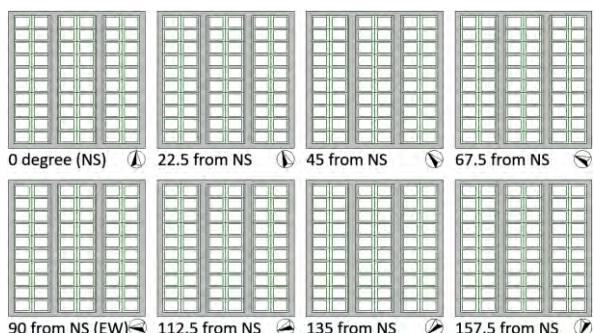 0 degree (NS)
22.5 from NS
45 from NS
67.5 from NS
90 from NS (EW)
112.5 from NS
135 from NS
157.5 from NS